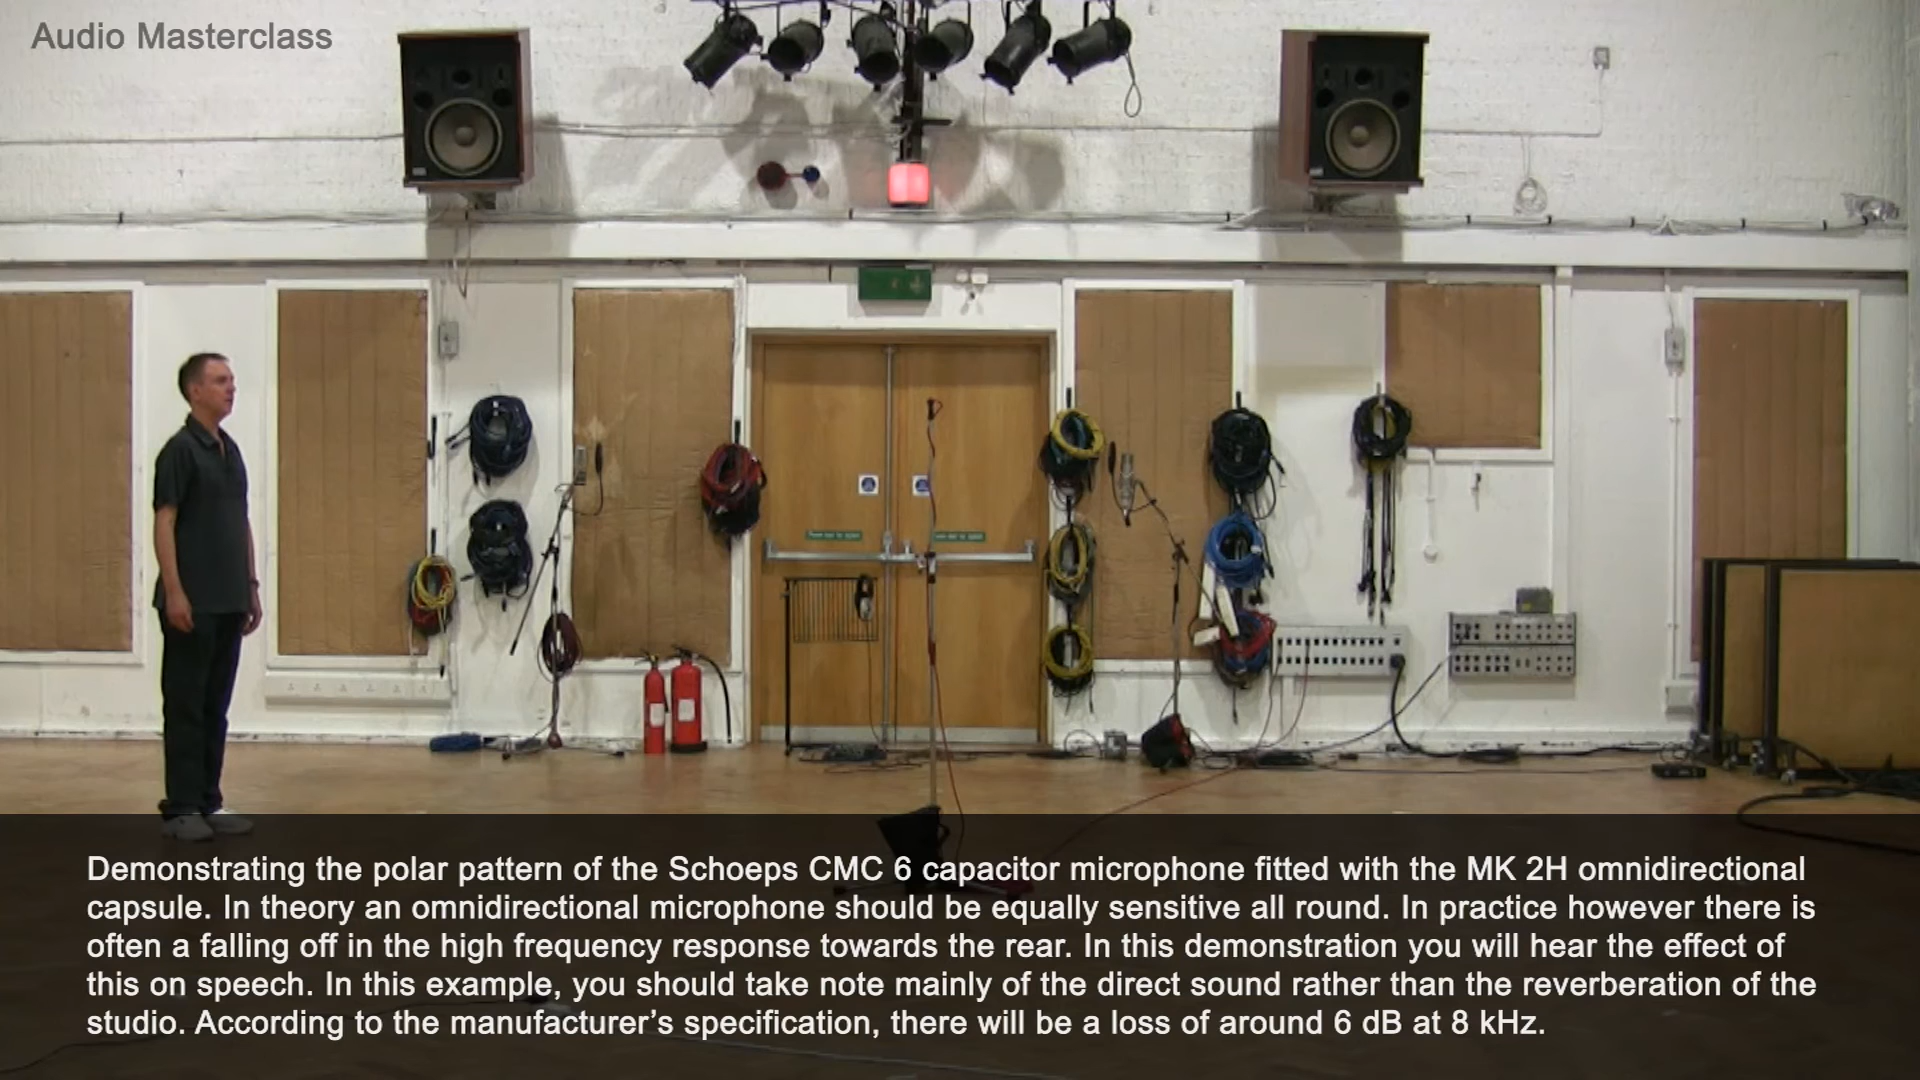 Audio Masterclass
Demonstrating the polar pattern of the Schoeps CMC 6 capacitor microphone fitted with the MK 2H omnidirectional
capsule. In theory an omnidirectional microphone should be equally sensitive all round. In practice however there is
often a falling off in the high frequency response towards the rear. In this demonstration you will hear the effect of
this on speech. In this example, you should take note mainly of the direct sound rather than the reverberation of the
studio. According to the manufacturer’s specification, there will be a loss of around 6 dB at 8 kHz.